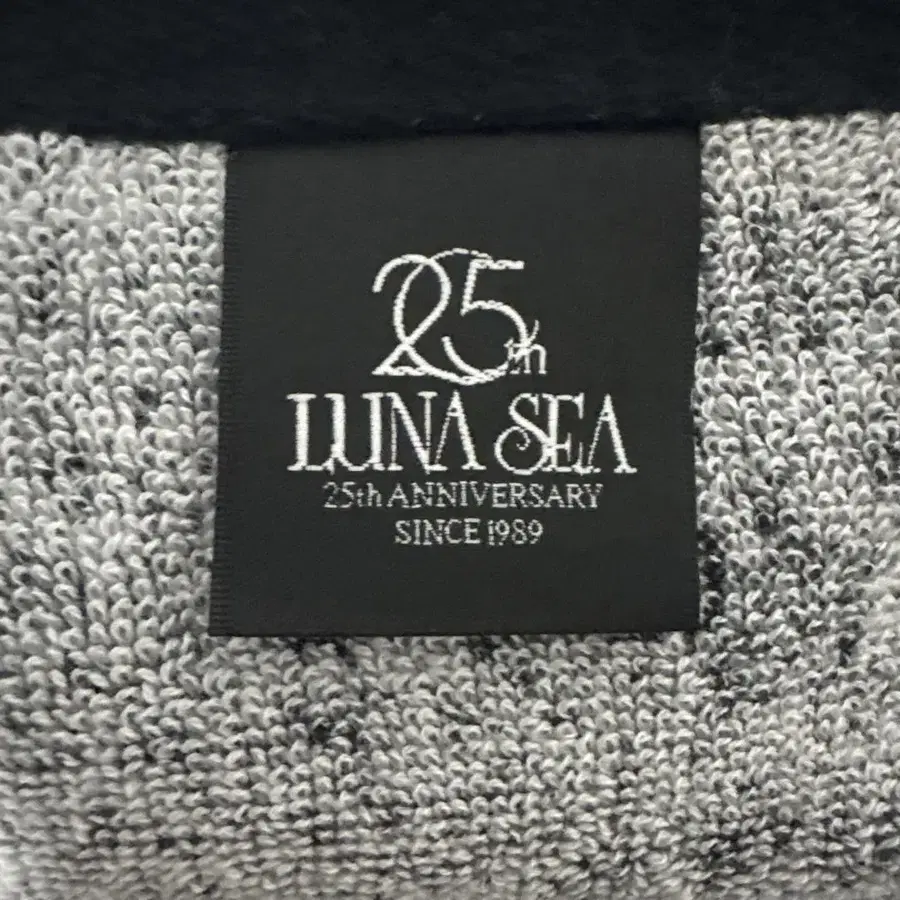 25th
LUNA SEA
25th ANNIVERSARY
SINCE 1989